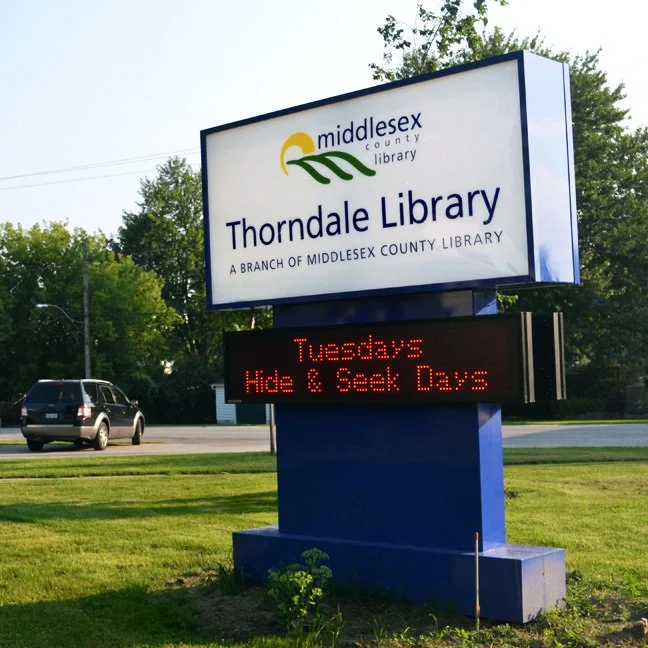 middlesex
county
library
Thorndale Library
A BRANCH OF MIDDLESEX COUNTY LIBRARY
Tuesdays
Hide & Seek Days